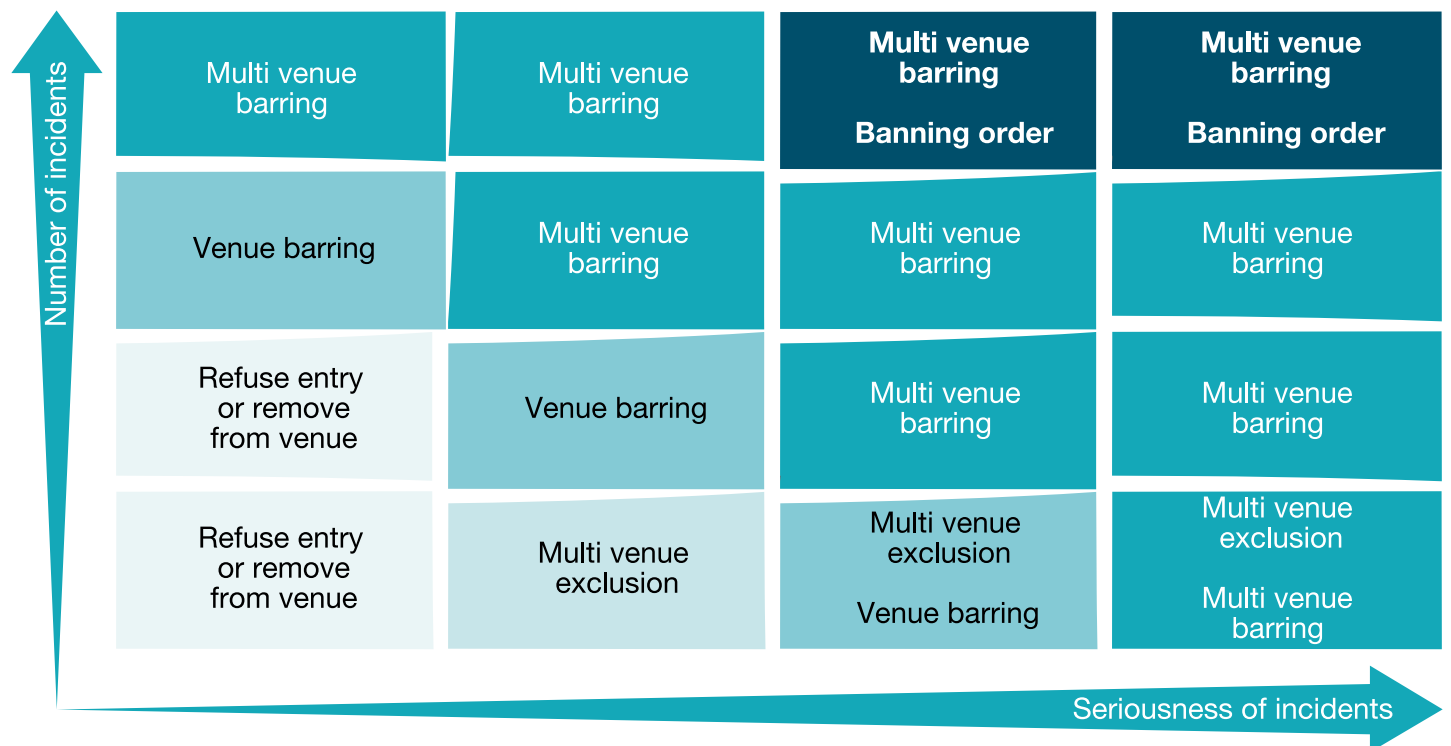 Number of incidents
Multi venue
barring
Multi venue
barring
Multi venue
barring
Banning order
Multi venue
barring
Banning order
Venue barring
Multi venue
barring
Multi venue
barring
Multi venue
barring
Refuse entry
or remove
from venue
Venue barring
Multi venue
barring
Multi venue
barring
Refuse entry
or remove
from venue
Multi venue
exclusion
Multi venue
exclusion
Venue barring
Multi venue
exclusion
Multi venue
barring
Seriousness of incidents